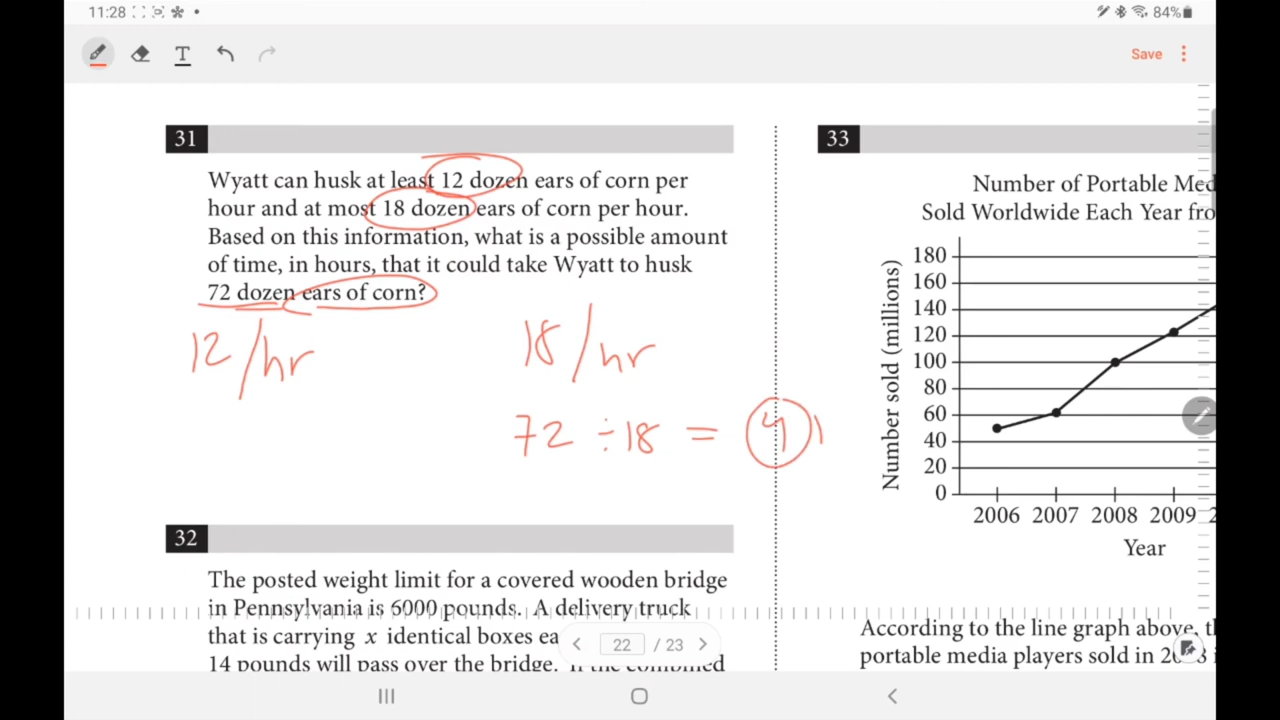 11:28
84%
T
Save
31
Wyatt can husk at least 12 dozen ears of corn per
hour and at most 18 dozen ears of corn per hour.
Based on this information, what is a possible amount
of time, in hours, that it could take Wyatt to husk
72 dozen ears of corn?
12/hr
18/hr
72 ÷ 18 = 4
32
The posted weight limit for a covered wooden bridge
in Pennsylvania is 6000 pounds. A delivery truck
that is carrying x identical boxes ea
14 pounds will pass over the bridge. If the combined
33
Number of Portable Med
Sold Worldwide Each Year fro
Number sold (millions)
180
160
140
120
100
80
60
40
20
0
2006 2007 2008 2009 2
Year
According to the line graph above, t
portable media players sold in 20
22 / 23